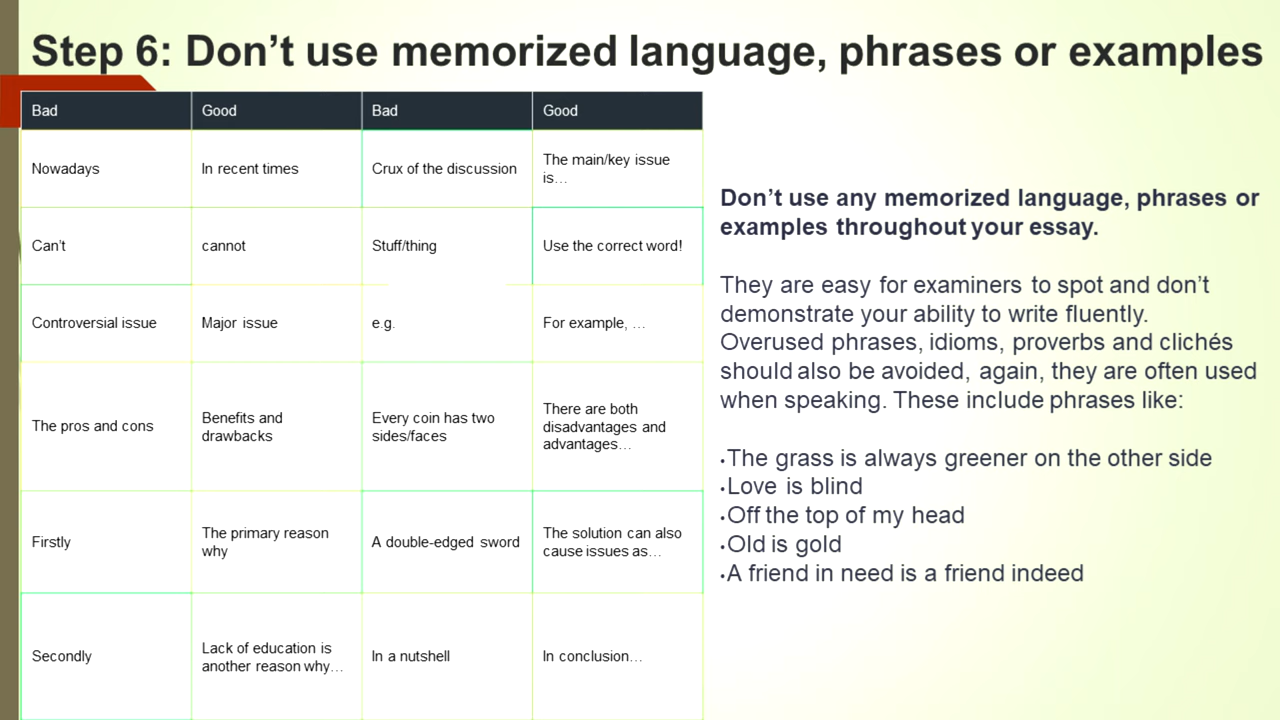 Step 6: Don’t use memorized language, phrases or examples
Bad Good Bad Good
Nowadays
In recent times
Crux of the discussion
The main/key issue
is…
Can’t
cannot
Stuff/thing
Use the correct word!
Controversial issue
Major issue
e.g.
For example, …
The pros and cons
Benefits and
drawbacks
Every coin has two
sides/faces
There are both
disadvantages and
advantages…
Firstly
The primary reason
why
A double-edged sword
The solution can also
cause issues as…
Secondly
Lack of education is
another reason why…
In a nutshell
In conclusion…
Don’t use any memorized language, phrases or
examples throughout your essay.
They are easy for examiners to spot and don’t
demonstrate your ability to write fluently.
Overused phrases, idioms, proverbs and clichés
should also be avoided, again, they are often used
when speaking. These include phrases like:
•The grass is always greener on the other side
•Love is blind
•Off the top of my head
•Old is gold
•A friend in need is a friend indeed